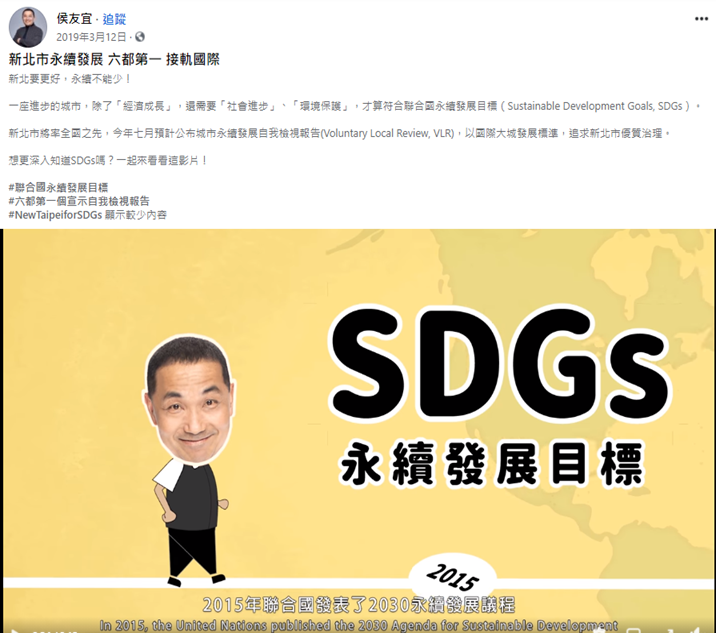 侯友宜 · 追蹤
2019年3月12日 ·
新北市永續發展 六都第一 接軌國際
新北要更好，永續不能少！
一座進步的城市，除了「經濟成長」，還需要「社會進步」、「環境保護」，才算符合聯合國永續發展目標（Sustainable Development Goals, SDGs）。
新北市將率全國之先，今年七月預計公布城市永續發展自我檢視報告(Voluntary Local Review, VLR)，以國際大城發展標準，追求新北市優質治理。
想更深入知道SDGs嗎？一起來看看這影片！
#聯合國永續發展目標
#六都第一個宣示自我檢視報告
#NewTaipeiforSDGs 顯示較少內容
SDGs
永續發展目標
2015
2015年聯合國發表了2030永續發展議程
In 2015, the United Nations published the 2030 Agenda for Sustainable Development